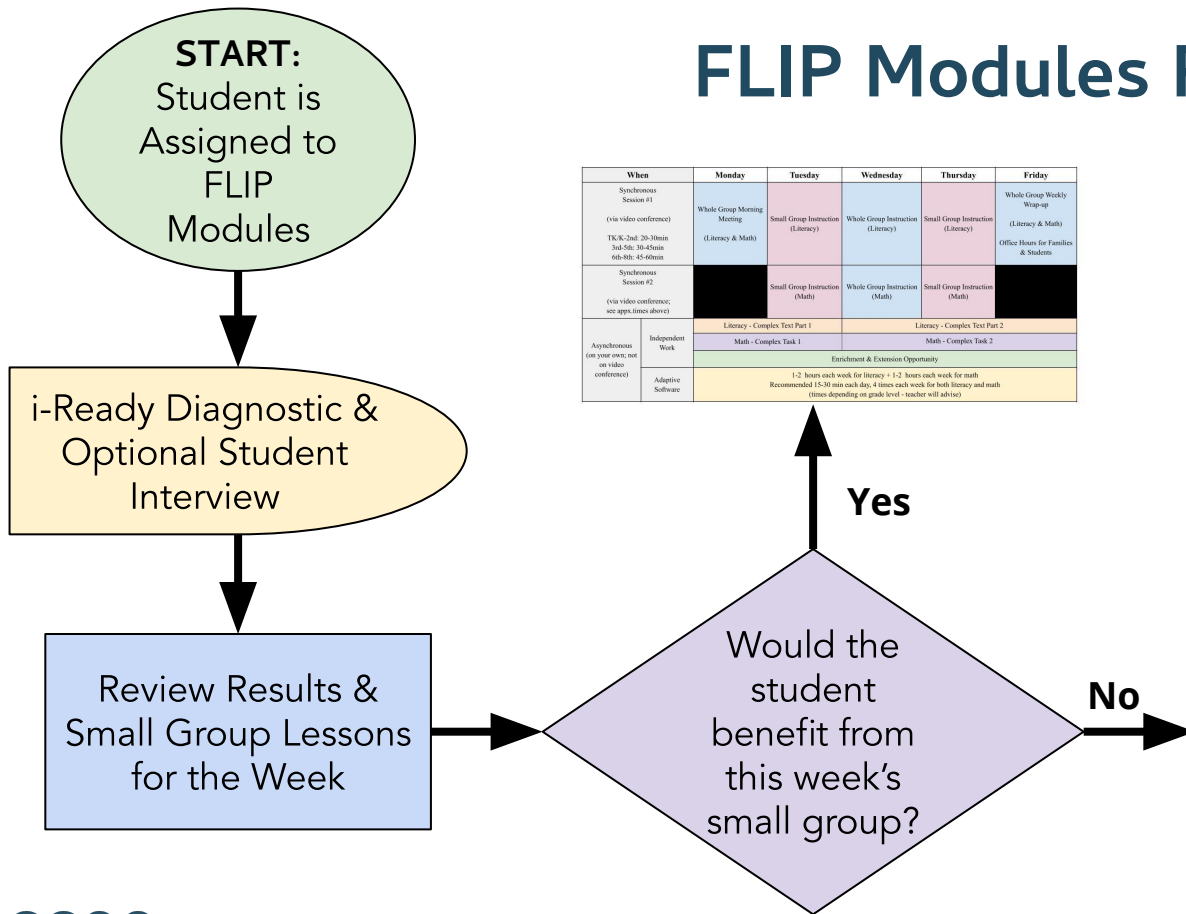 FLIP Modules
START:
Student is
Assigned to
FLIP
Modules
i-Ready Diagnostic &
Optional Student
Interview
Review Results &
Small Group Lessons
for the Week
Would the
student
benefit from
this week's
small group?
Yes
No
When
Monday
Tuesday
Wednesday
Thursday
Friday
Synchronous
Session #1
(via video conference)
TK/K-2nd: 20-30min
3rd-5th: 30-45min
6th-8th: 45-60min
Whole Group Morning
Meeting
(Literacy & Math)
Small Group Instruction
(Literacy)
Whole Group Instruction
(Literacy)
Small Group Instruction
(Literacy)
Whole Group Weekly
Wrap-up
(Literacy & Math)
Office Hours for Families
& Students
Synchronous
Session #2
(via video conference;
see appx.times above)
Small Group Instruction
(Math)
Whole Group Instruction
(Math)
Small Group Instruction
(Math)
Asynchronous
(on your own; not
on video
conference)
Independent
Work
Literacy - Complex Text Part 1
Literacy - Complex Text Part 2
Math - Complex Task 1
Math - Complex Task 2
Enrichment & Extension Opportunity
Adaptive
Software
1-2 hours each week for literacy + 1-2 hours each week for math
Recommended 15-30 min each day, 4 times each week for both literacy and math
(times depending on grade level - teacher will advise)